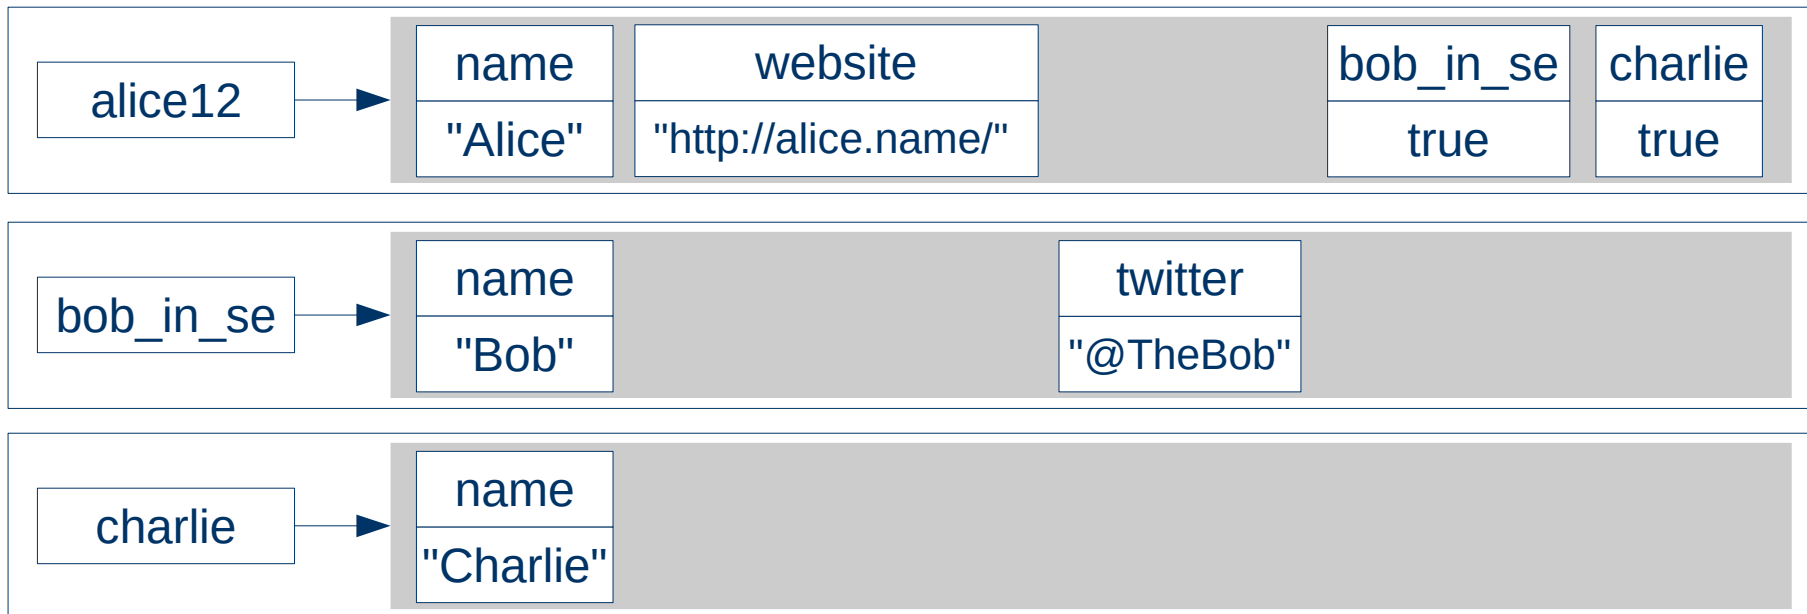 name website bob_in_se charlie
alice12
"Alice" "http://alice.name/" true true
name twitter
bob_in_se
"Bob" "@TheBob"
name
charlie
"Charlie"